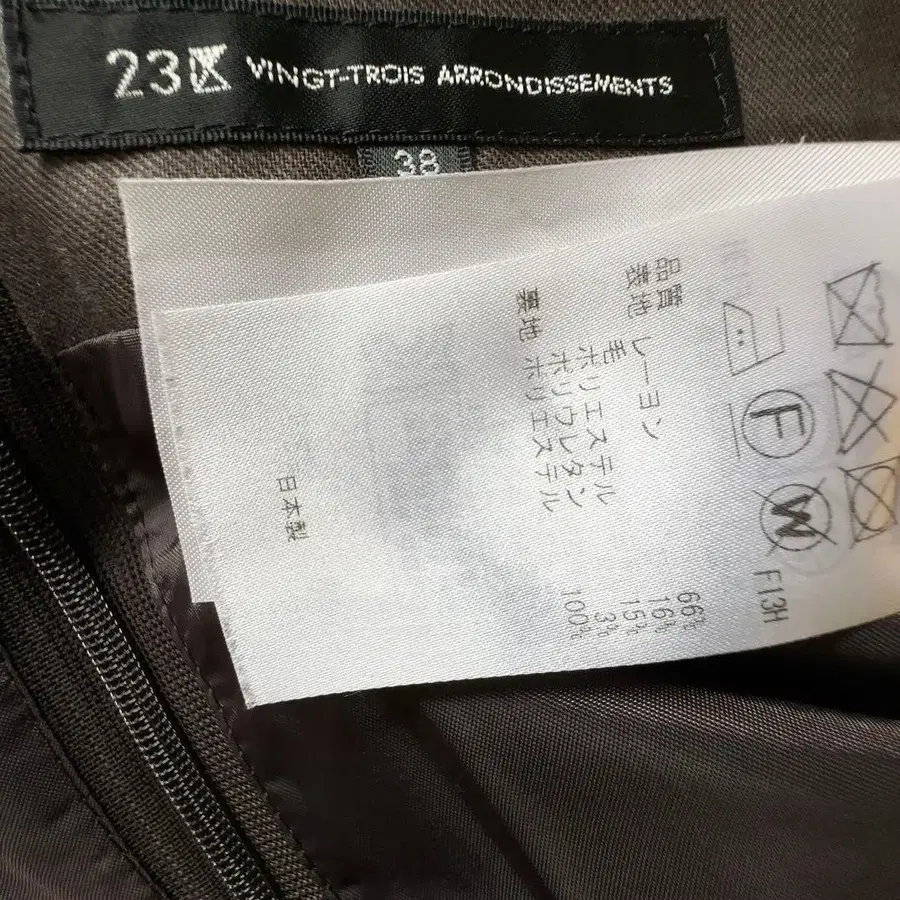 23区 VINGT-TROIS ARRONDISSEMENTS
38
品質
表地 レーヨン 66%
毛 16%
ポリエステル 15%
ポリウレタン 3%
裏地 ポリエステル 100%
日本製
F
W
F13H